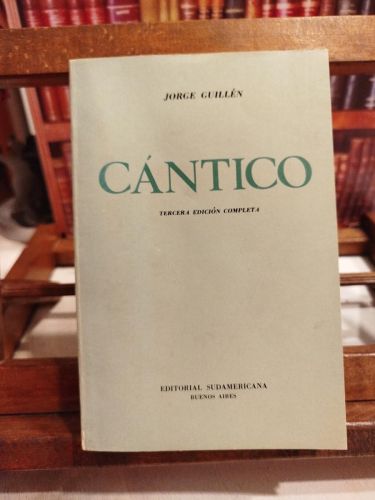 JORGE GUILLÉN
CÁNTICO
TERCERA EDICIÓN COMPLETA
EDITORIAL SUDAMERICANA
BUENOS AIRES